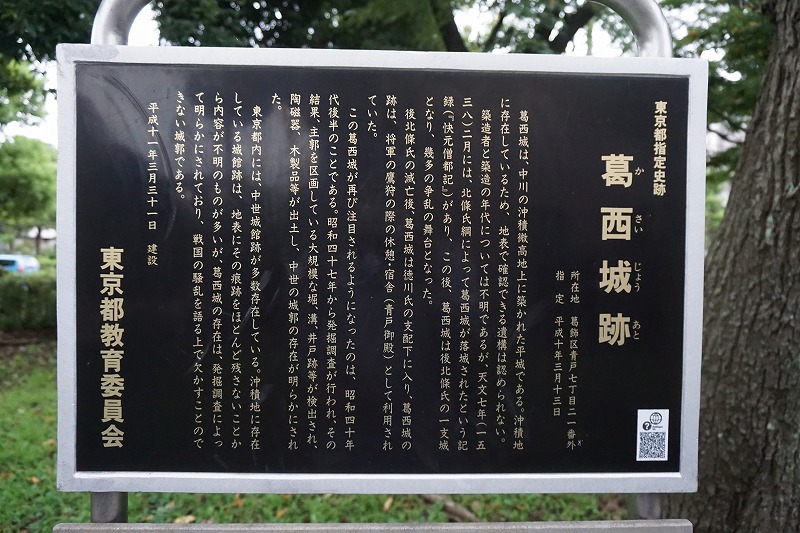 東京都指定史跡
葛西城跡
かさいじょうあと
所在地 葛飾区青戸七丁目二一番外
指定 平成十年三月十三日
葛西城は、中川の沖積微高地上に築かれた平城である。沖積地
に存在しているため、地表で確認できる遺構は認められない。
築造者と築造の年代については不明であるが、天文七年（一五
三八）二月には、北條氏綱によって葛西城が落城されたという記
録（『快元僧都記』）があり、この後、葛西城は後北條氏の一支城
となり、幾多の争乱の舞台となった。
後北條氏の滅亡後、葛西城は徳川氏の支配下に入り、葛西城の
跡は、将軍の鷹狩の際の休憩・宿舎（青戸御殿）として利用され
ていた。
この葛西城が再び注目されるようになったのは、昭和四十年
代後半のことである。昭和四十七年から発掘調査が行われ、その
結果、主郭を区画している大規模な堀、溝、井戸跡等が検出され、
陶磁器、木製品等が出土し、中世の城郭の存在が明らかにされ
た。
東京都内には、中世城館跡が多数存在している。沖積地に存在
している城館跡は、地表にその痕跡をほとんど残さないことか
ら内容が不明のものが多いが、葛西城の存在は、発掘調査によっ
て明らかにされており、戦国の騒乱を語る上で欠かすことので
きない城郭である。
平成十一年三月三十一日 建設
東京都教育委員会